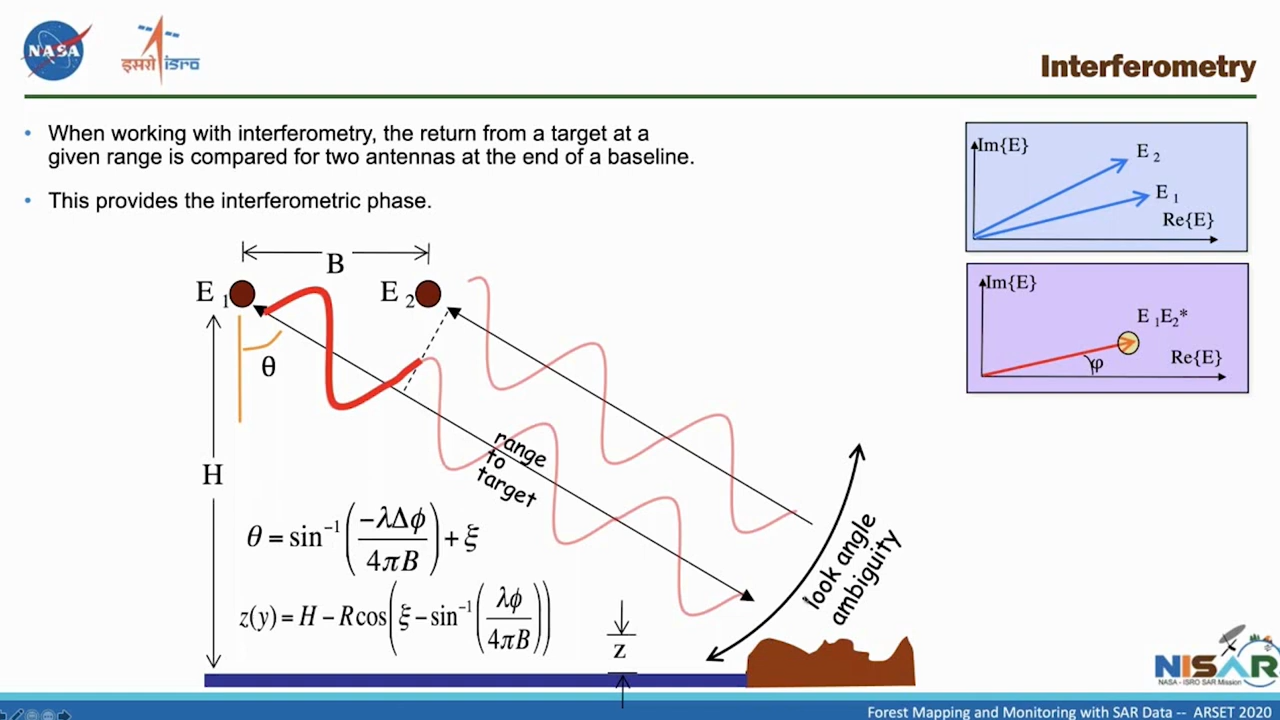 NASA
इसरो isro
Interferometry
• When working with interferometry, the return from a target at a
given range is compared for two antennas at the end of a baseline.
• This provides the interferometric phase.
Im{E}
E 2
E 1
Re{E}
Im{E}
E 1E2*
Re{E}
φ
B
E 1
E 2
θ
H
range
to
target
θ = sin⁻¹(−λΔϕ / 4πB) + ξ
z(y) = H − R cos(ξ − sin⁻¹(λϕ / 4πB))
z
look angle
ambiguity
NISAR
NASA - ISRO SAR Mission
Forest Mapping and Monitoring with SAR Data -- ARSET 2020